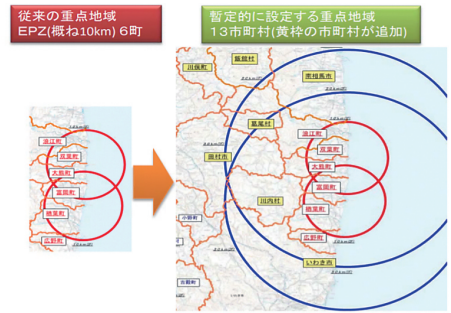 従来の重点地域
EPZ(概ね10km) 6町
暫定的に設定する重点地域
13市町村(黄枠の市町村が追加)
浪江町
双葉町
大熊町
富岡町
楢葉町
広野町
飯舘村
川俣町
南相馬市
葛尾村
浪江町
双葉町
田村市
大熊町
富岡町
川内村
楢葉町
小野町
広野町
いわき市
古殿町